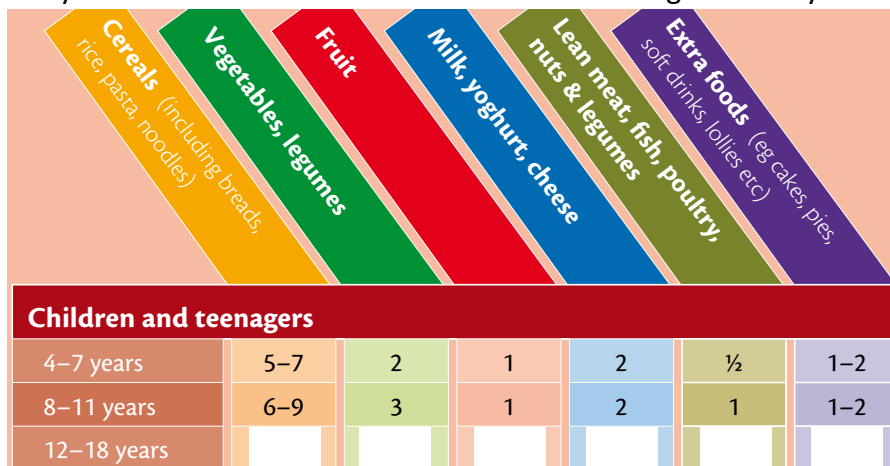 Cereals (including breads,
rice, pasta, noodles)
Vegetables, legumes
Fruit
Milk, yoghurt, cheese
Lean meat, fish, poultry,
nuts & legumes
Extra foods (eg cakes, pies,
soft drinks, lollies etc)
Children and teenagers
4–7 years 5–7 2 1 2 ½ 1–2
8–11 years 6–9 3 1 2 1 1–2
12–18 years